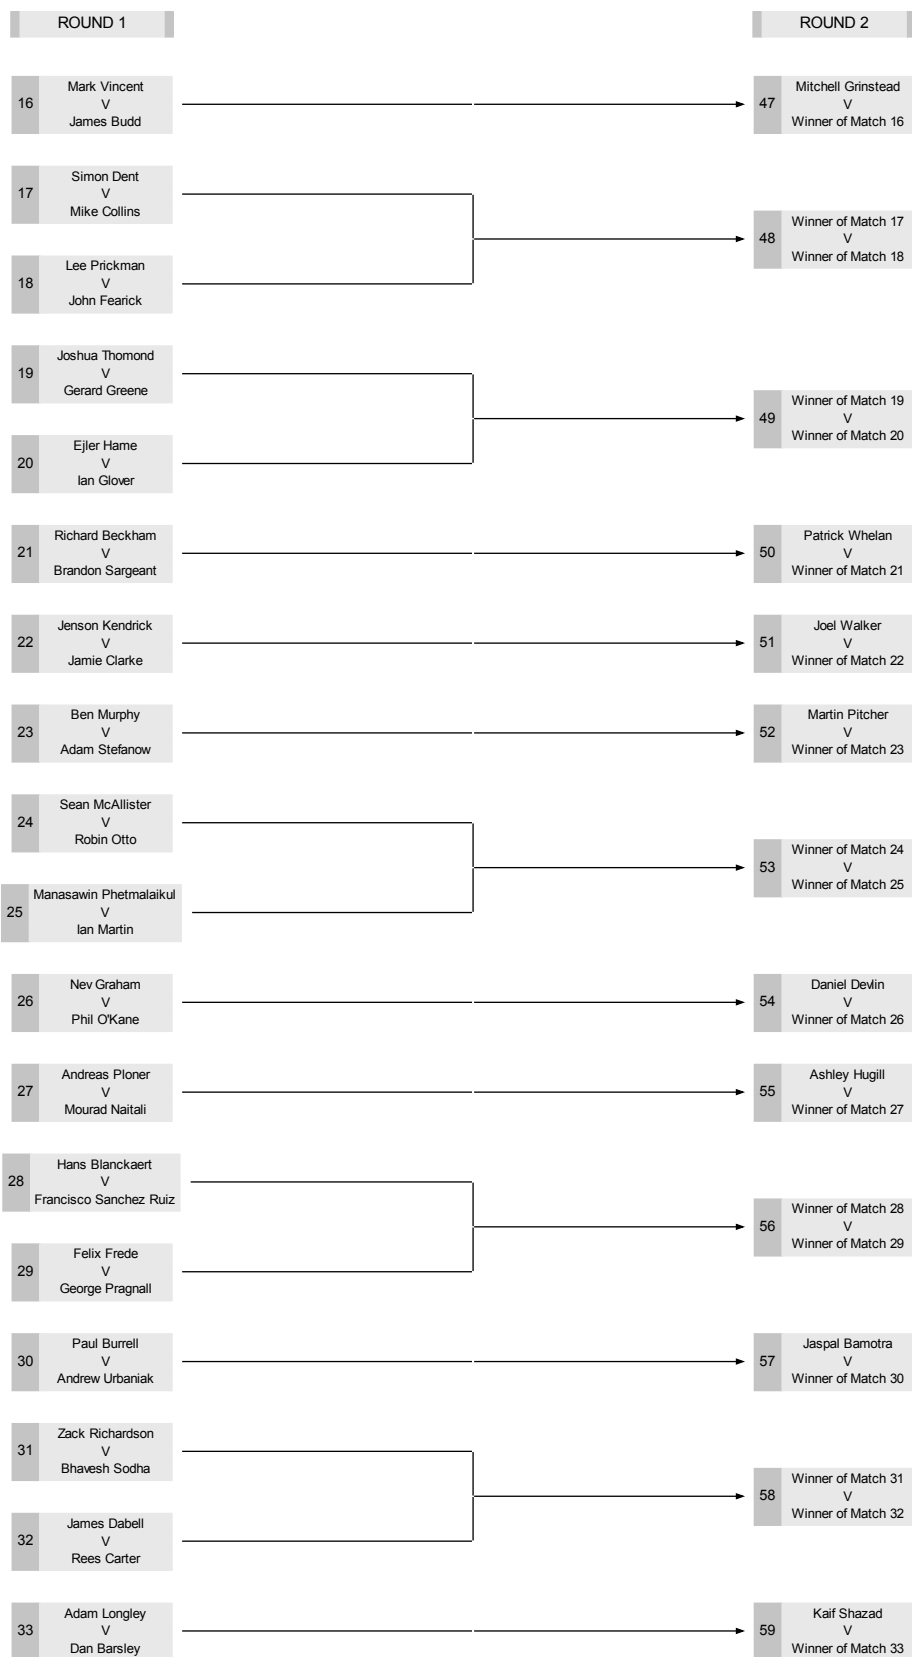 ROUND 1
ROUND 2
16
Mark Vincent
V
James Budd
47
Mitchell Grinstead
V
Winner of Match 16
17
Simon Dent
V
Mike Collins
18
Lee Prickman
V
John Fearick
48
Winner of Match 17
V
Winner of Match 18
19
Joshua Thomond
V
Gerard Greene
20
Ejler Hame
V
Ian Glover
49
Winner of Match 19
V
Winner of Match 20
21
Richard Beckham
V
Brandon Sargeant
50
Patrick Whelan
V
Winner of Match 21
22
Jenson Kendrick
V
Jamie Clarke
51
Joel Walker
V
Winner of Match 22
23
Ben Murphy
V
Adam Stefanow
52
Martin Pitcher
V
Winner of Match 23
24
Sean McAllister
V
Robin Otto
25
Manasawin Phetmalaikul
V
Ian Martin
53
Winner of Match 24
V
Winner of Match 25
26
Nev Graham
V
Phil O'Kane
54
Daniel Devlin
V
Winner of Match 26
27
Andreas Ploner
V
Mourad Naitali
55
Ashley Hugill
V
Winner of Match 27
28
Hans Blanckaert
V
Francisco Sanchez Ruiz
29
Felix Frede
V
George Pragnall
56
Winner of Match 28
V
Winner of Match 29
30
Paul Burrell
V
Andrew Urbaniak
57
Jaspal Bamotra
V
Winner of Match 30
31
Zack Richardson
V
Bhavesh Sodha
32
James Dabell
V
Rees Carter
58
Winner of Match 31
V
Winner of Match 32
33
Adam Longley
V
Dan Barsley
59
Kaif Shazad
V
Winner of Match 33